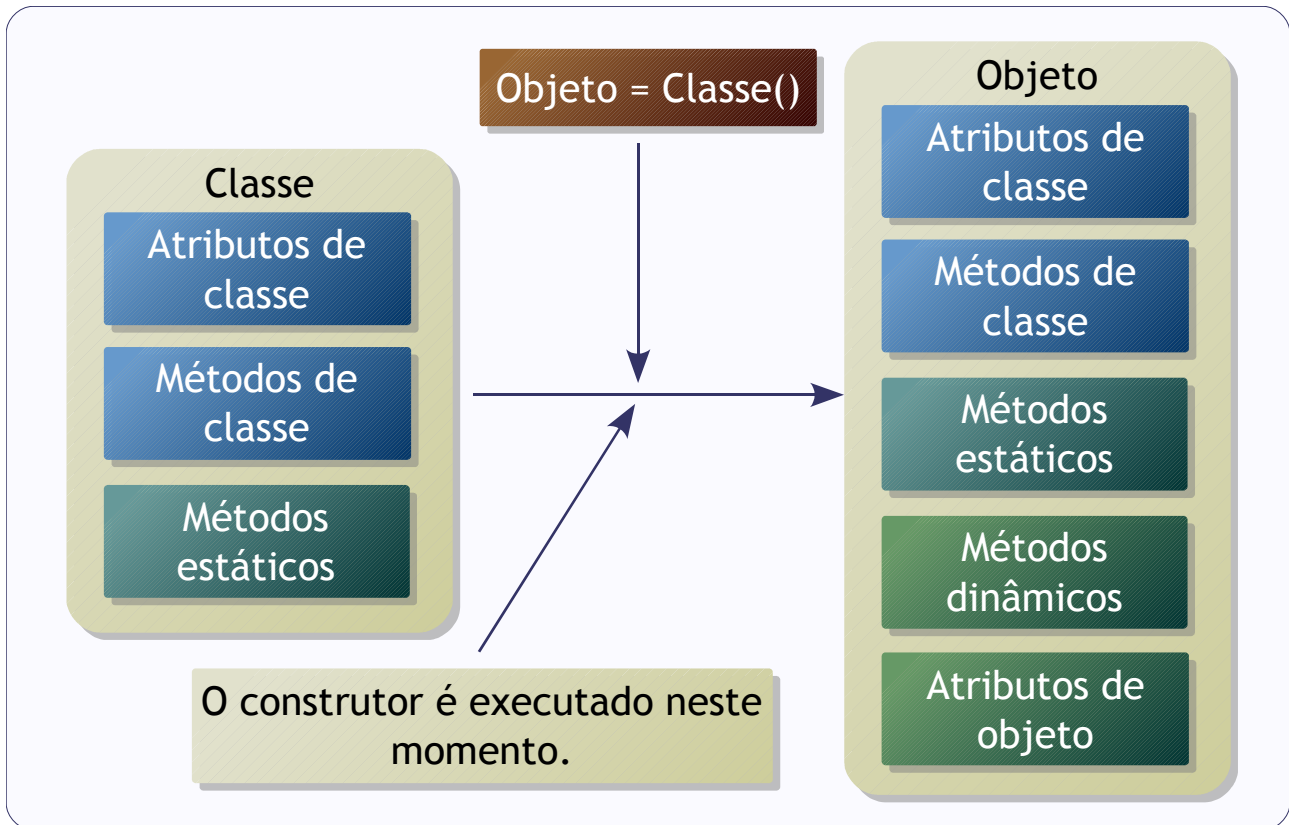 Objeto = Classe()
Classe
Atributos de
classe
Métodos de
classe
Métodos
estáticos
O construtor é executado neste
momento.
Objeto
Atributos de
classe
Métodos de
classe
Métodos
estáticos
Métodos
dinâmicos
Atributos de
objeto